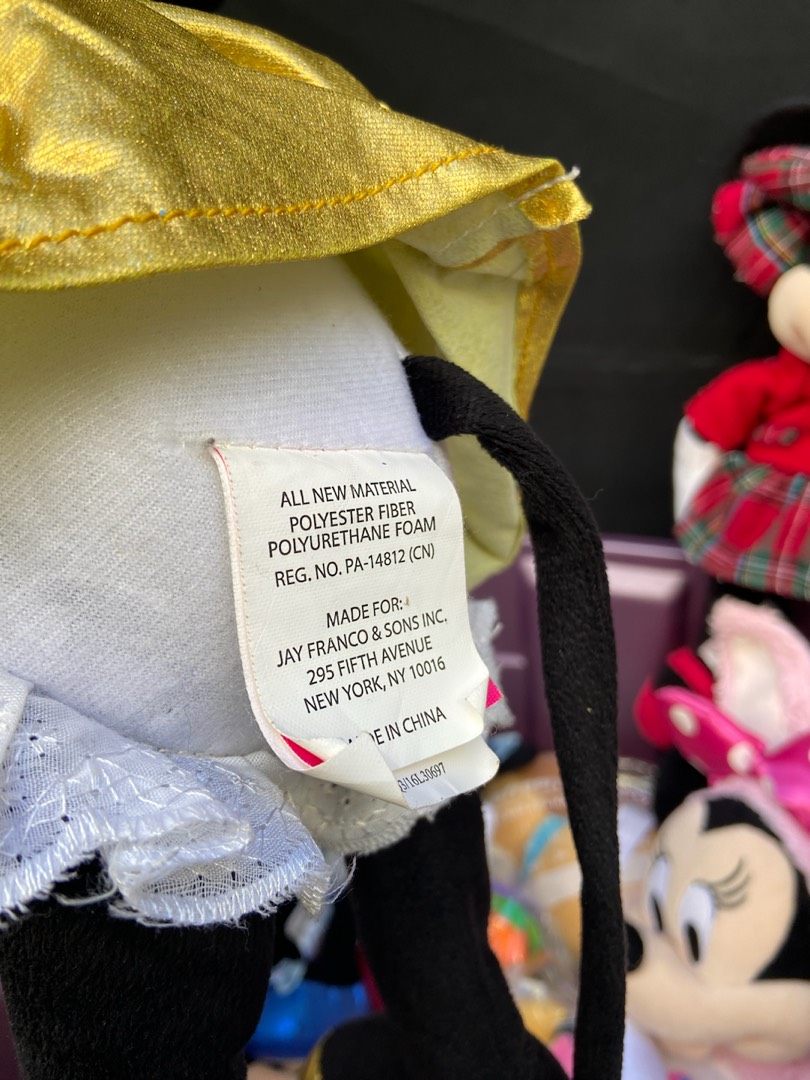 ALL NEW MATERIAL
POLYESTER FIBER
POLYURETHANE FOAM
REG. NO. PA-14812 (CN)
MADE FOR:
JAY FRANCO & SONS INC.
295 FIFTH AVENUE
NEW YORK, NY 10016
IN CHINA